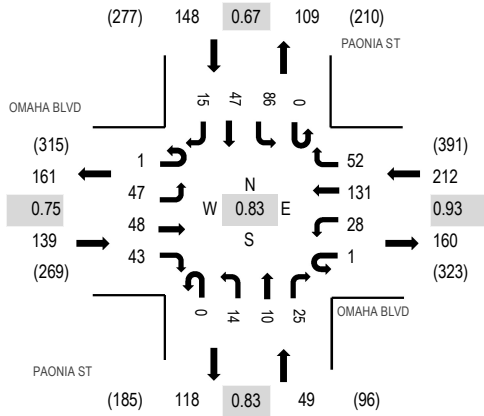 (277) 148 0.67 109 (210)
PAONIA ST
OMAHA BLVD
15 47 86 0
(315) (391)
161 1 52 212
0.75 47 N 131 0.93
W 0.83 E
139 48 S 28 160
(269) 43 1 (323)
0 14 10 25
OMAHA BLVD
PAONIA ST
(185) 118 0.83 49 (96)